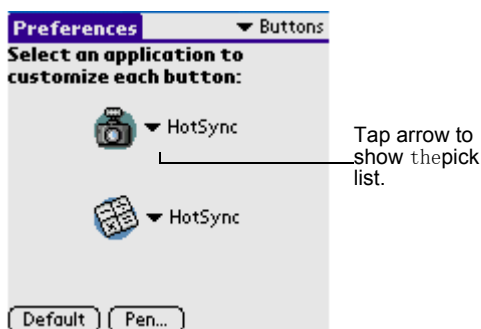 Preferences
Buttons
Select an application to
customize each button:
HotSync
Tap arrow to
show thepick
list.
HotSync
Default
Pen...